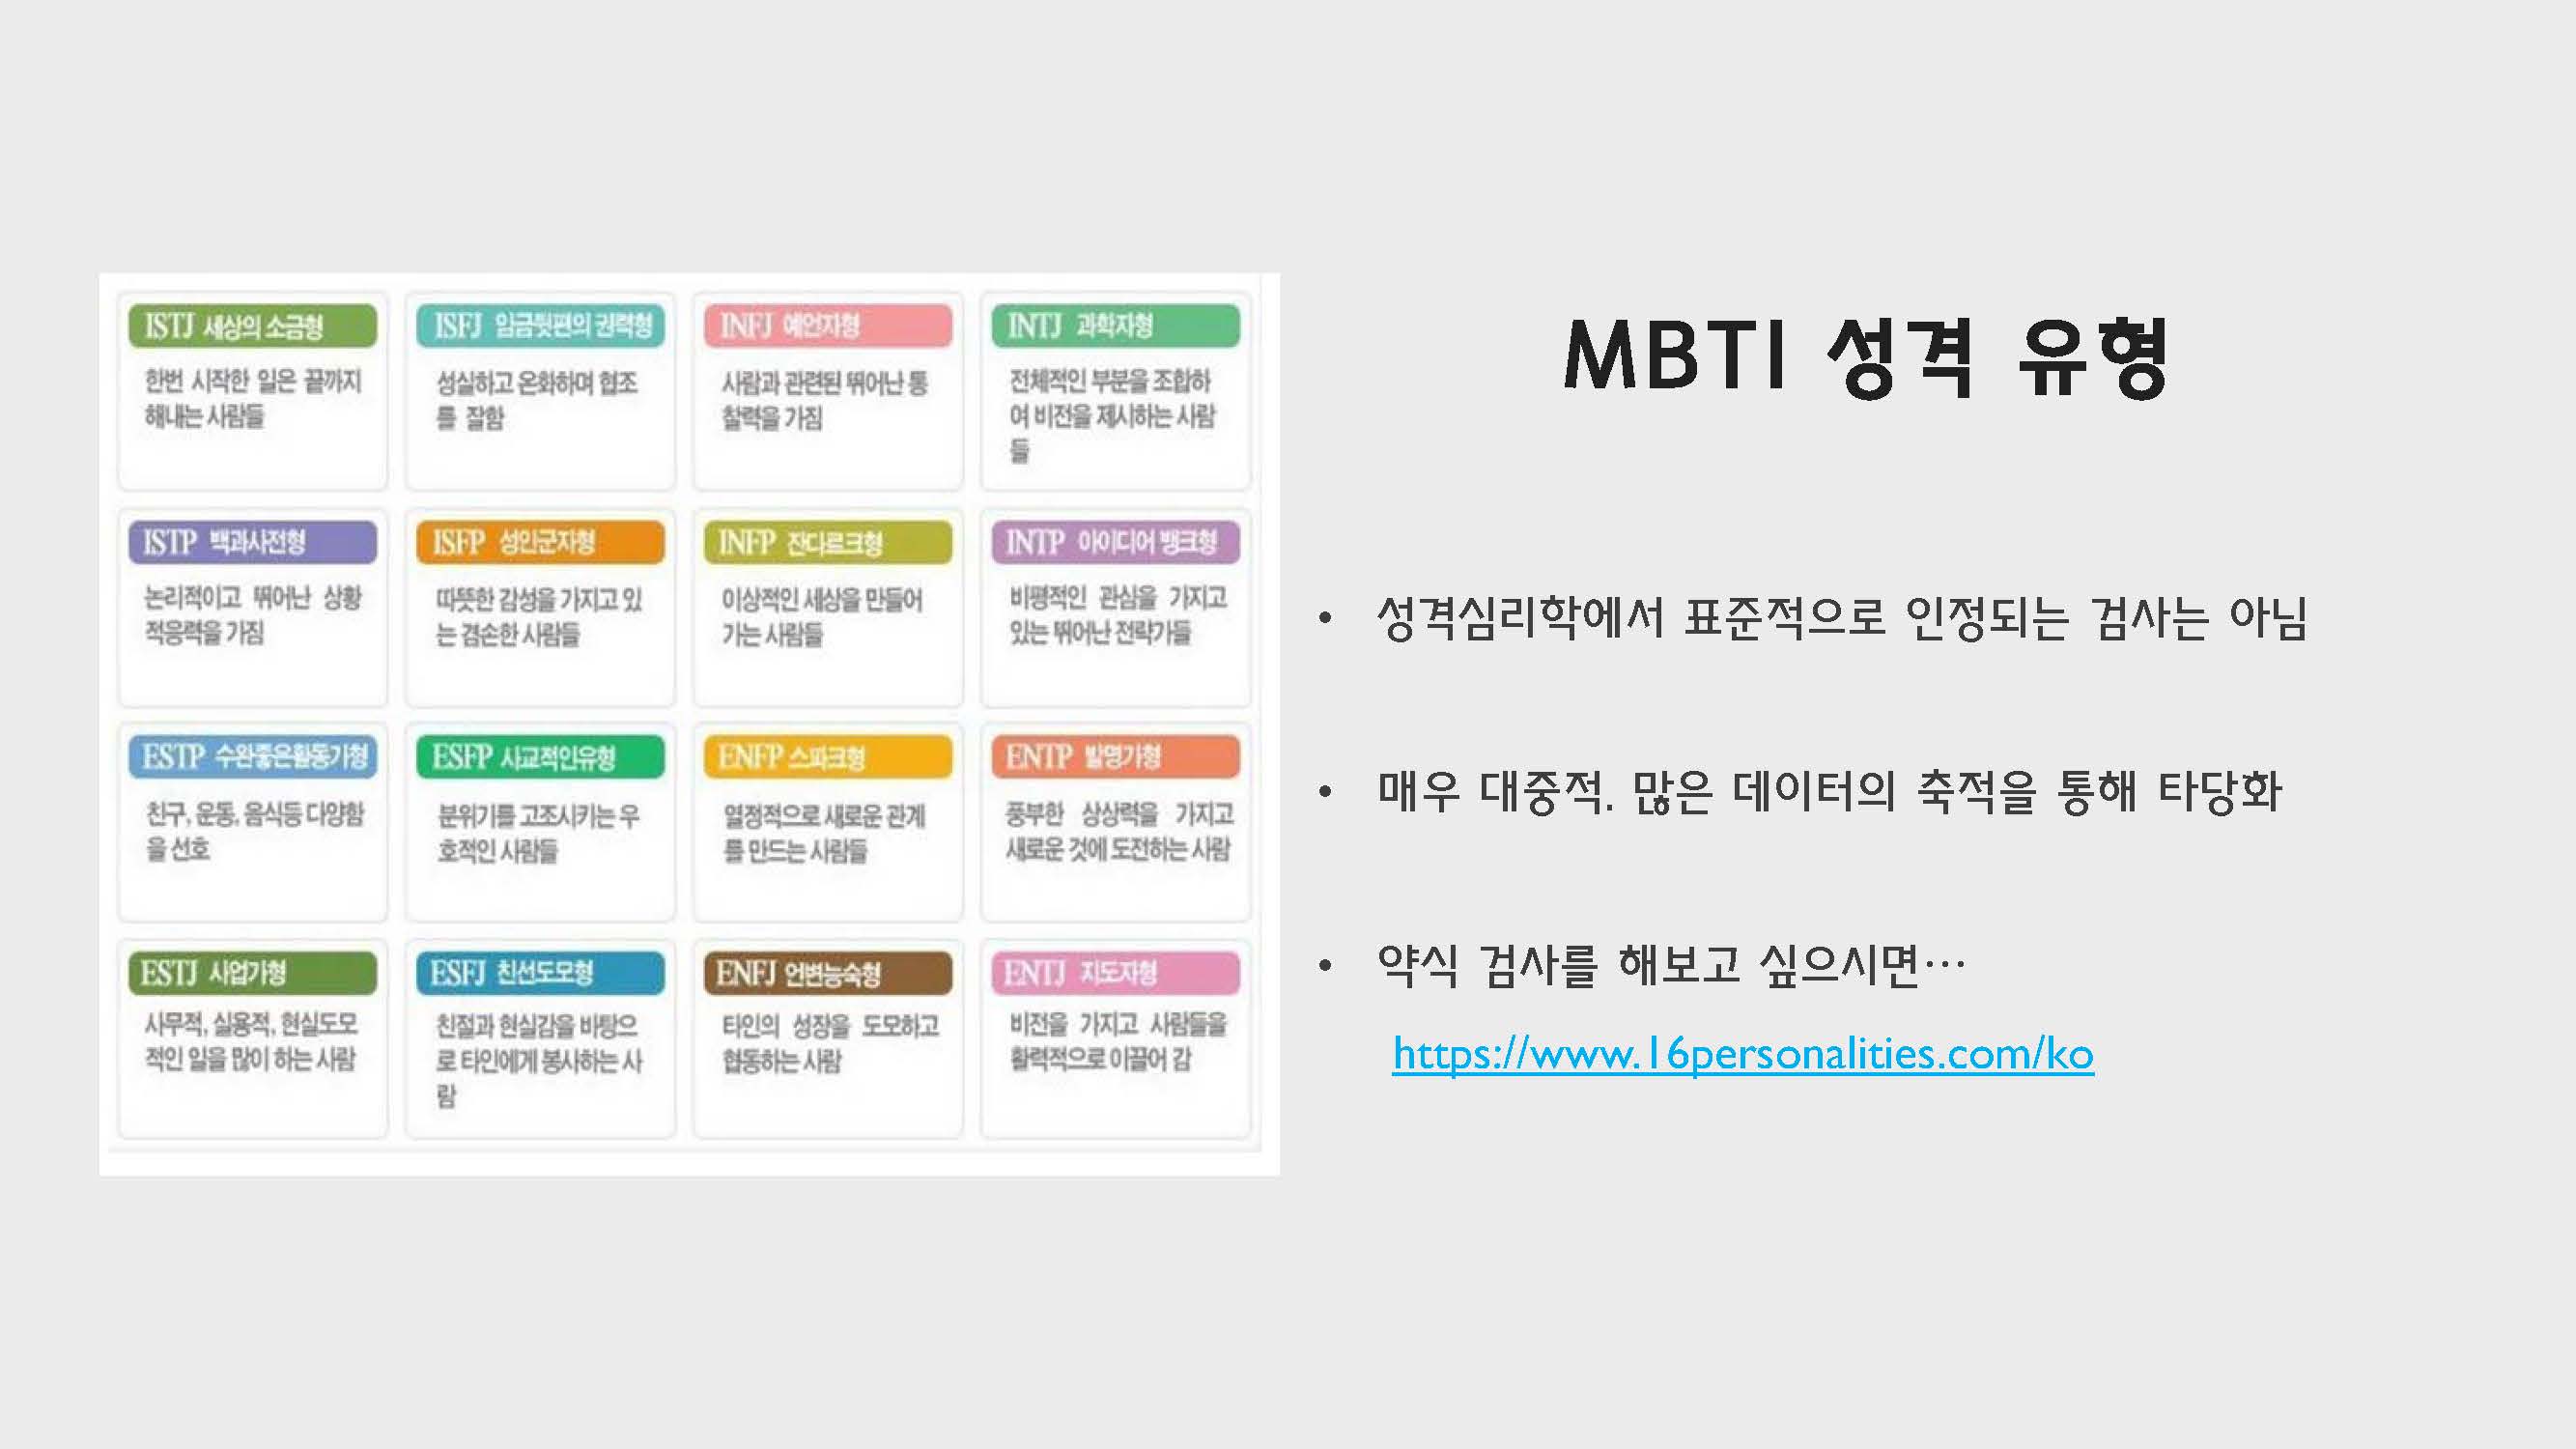 MBTI 성격 유형
ISTJ 세상의 소금형
한번 시작한 일은 끝까지
해내는 사람들
ISFJ 임금뒷편의 권력형
성실하고 온화하며 협조
를 잘함
INFJ 예언자형
사람과 관련된 뛰어난 통
찰력을 가짐
INTJ 과학자형
전체적인 부분을 조합하
여 비전을 제시하는 사람
들
ISTP 백과사전형
논리적이고 뛰어난 상황
적응력을 가짐
ISFP 성인군자형
따뜻한 감성을 가지고 있
는 겸손한 사람들
INFP 잔다르크형
이상적인 세상을 만들어
가는 사람들
INTP 아이디어 뱅크형
비평적인 관심을 가지고
있는 뛰어난 전략가들
ESTP 수완좋은활동가형
친구, 운동, 음식등 다양함
을 선호
ESFP 사교적인유형
분위기를 고조시키는 우
호적인 사람들
ENFP 스파크형
열정적으로 새로운 관계
를 만드는 사람들
ENTP 발명가형
풍부한 상상력을 가지고
새로운 것에 도전하는 사람
ESTJ 사업가형
사무적, 실용적, 현실도모
적인 일을 많이 하는 사람
ESFJ 친선도모형
친절과 현실감을 바탕으
로 타인에게 봉사하는 사
람
ENFJ 언변능숙형
타인의 성장을 도모하고
협동하는 사람
ENTJ 지도자형
비전을 가지고 사람들을
활력적으로 이끌어 감
• 성격심리학에서 표준적으로 인정되는 검사는 아님
• 매우 대중적. 많은 데이터의 축적을 통해 타당화
• 약식 검사를 해보고 싶으시면…
https://www.16personalities.com/ko